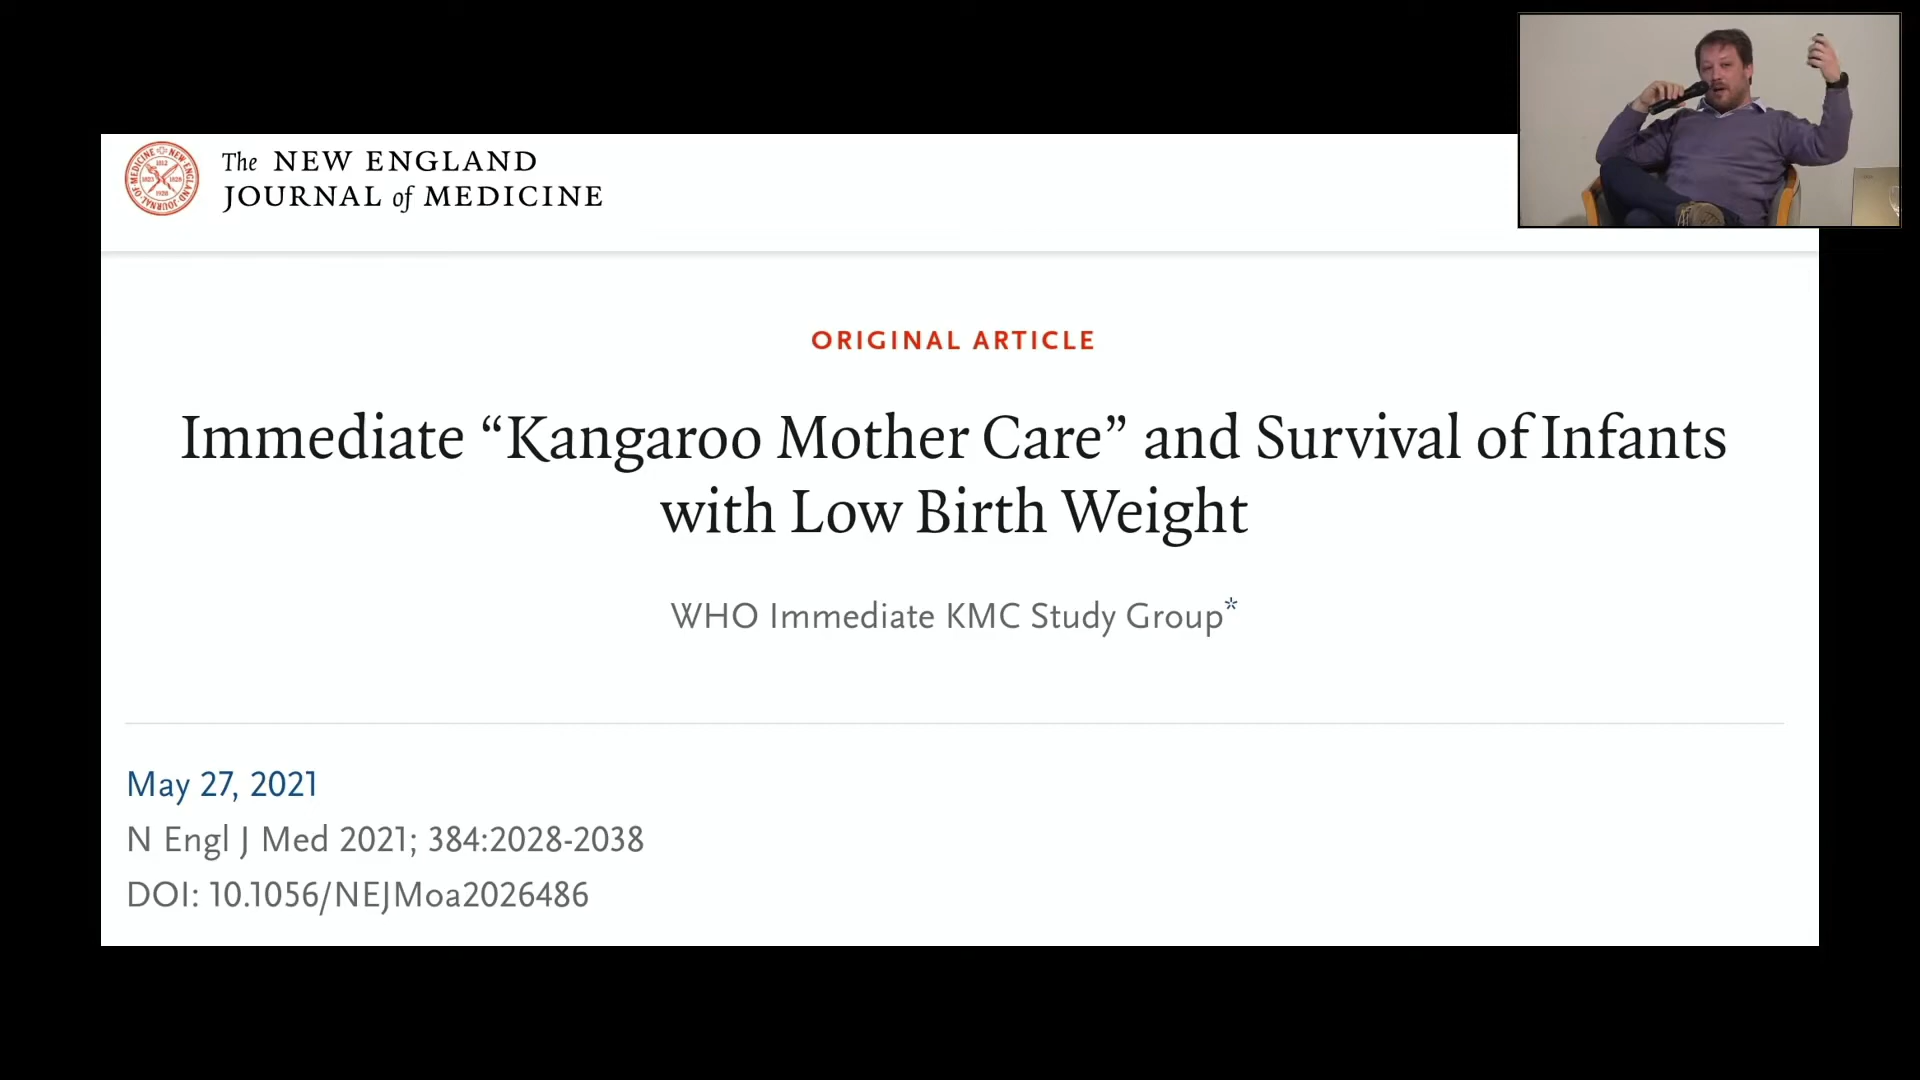 The NEW ENGLAND
JOURNAL of MEDICINE
ORIGINAL ARTICLE
Immediate “Kangaroo Mother Care” and Survival of Infants
with Low Birth Weight
WHO Immediate KMC Study Group*
May 27, 2021
N Engl J Med 2021; 384:2028-2038
DOI: 10.1056/NEJMoa2026486